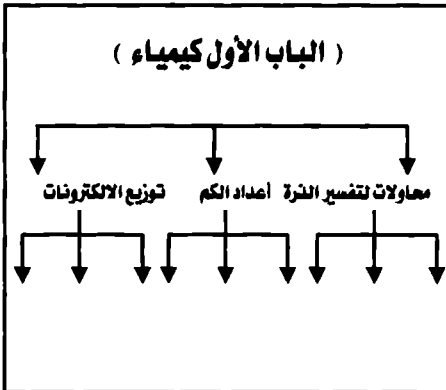 ( الباب الأول كيمياء )
محاولات لتفسير الذرة أعداد الكم توزيع الالكترونات